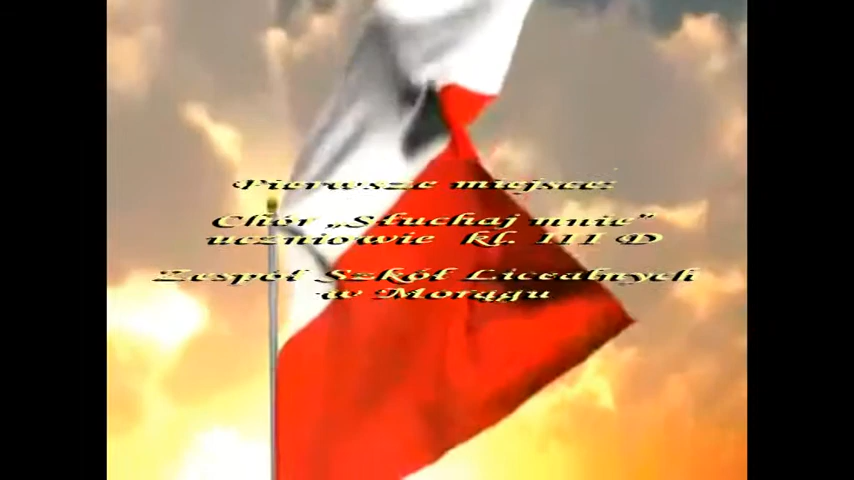 Pierwsze miejsce:
Chór „Słuchaj mnie”
uczniowie kl. III D
Zespół Szkół Licealnych
w Morągu